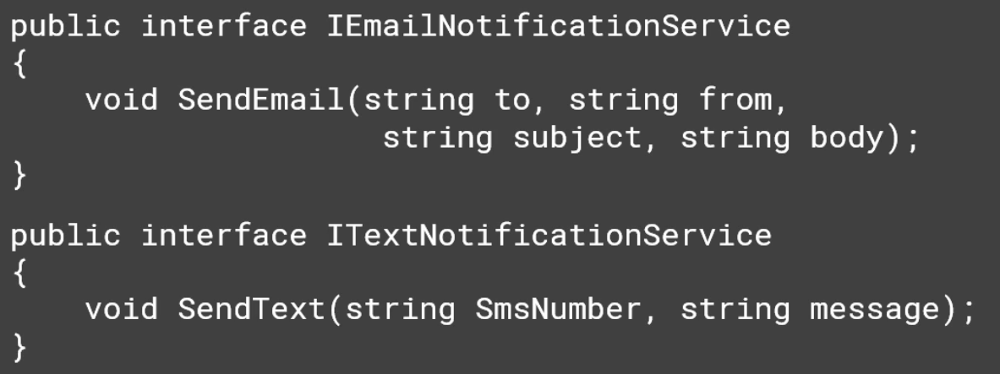 public interface IEmailNotificationService
{
    void SendEmail(string to, string from,
                    string subject, string body);
}
public interface ITextNotificationService
{
    void SendText(string SmsNumber, string message);
}